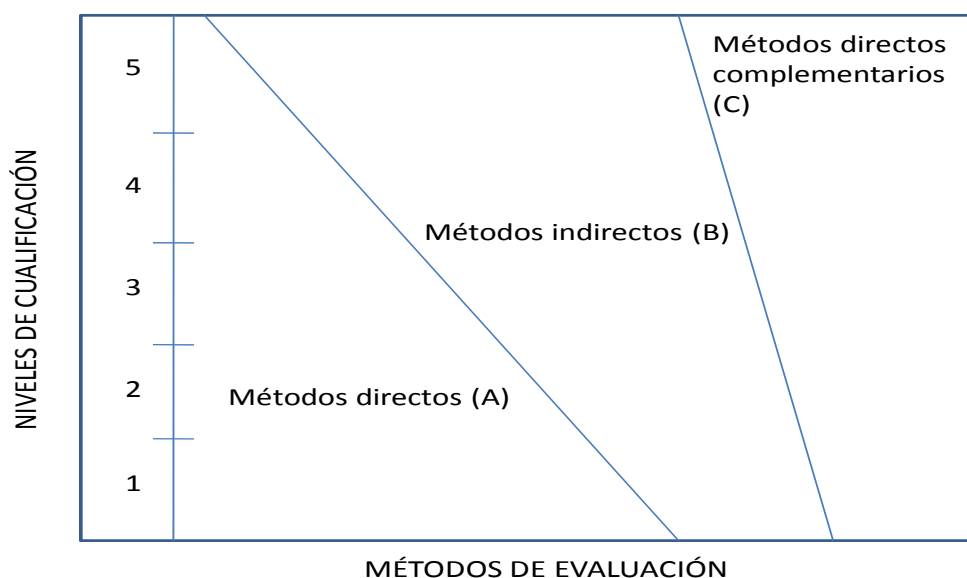 NIVELES DE CUALIFICACIÓN
5
4
3
2
1
Métodos directos
complementarios
(C)
Métodos indirectos (B)
Métodos directos (A)
MÉTODOS DE EVALUACIÓN